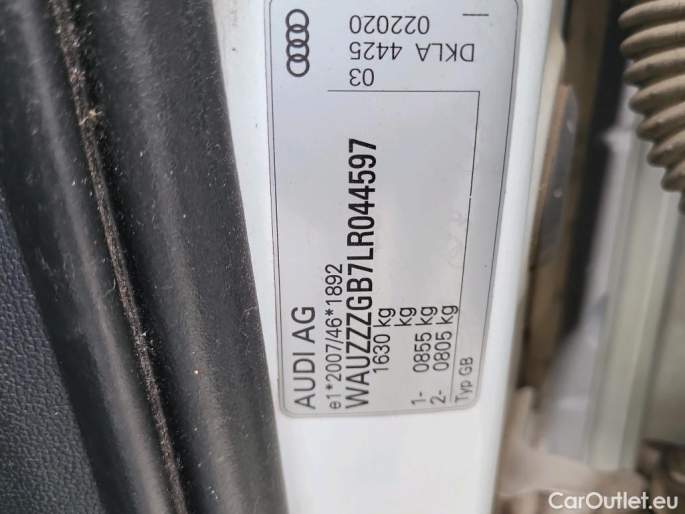 AUDI AG
e1*2007/46*1892
WAUZZZGB7LR044597
1630 kg
kg
1- 0855 kg
2- 0805 kg
Typ GB
03
DKLA 4425
022020
CarOutlet.eu